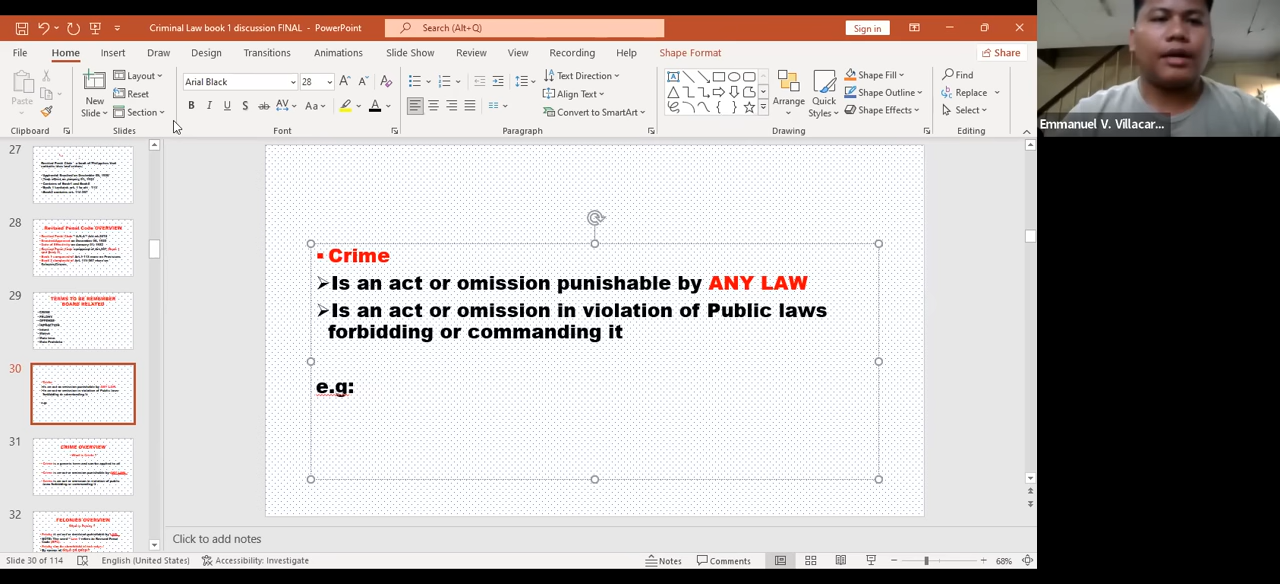 Criminal Law book 1 discussion FINAL - PowerPoint
Search (Alt+Q)
Sign in
File Home Insert Draw Design Transitions Animations Slide Show Review View Recording Help Shape Format
Share
Paste
Clipboard
New
Slide
Layout
Reset
Section
Slides
Arial Black 28
Font
Text Direction
Align Text
Convert to SmartArt
Paragraph
Arrange
Quick
Styles
Shape Fill
Shape Outline
Shape Effects
Drawing
Find
Replace
Select
Editing
Emmanuel V. Villacar...
27
28
Revised Penal Code OVERVIEW
29
TERMS TO BE REMEMBER
BOARD RELATED
30
31
CRIME OVERVIEW
32
FELONIES OVERVIEW
▪ Crime
➢Is an act or omission punishable by ANY LAW
➢Is an act or omission in violation of Public laws
forbidding or commanding it
e.g:
Click to add notes
Slide 30 of 114
English (United States)
Accessibility: Investigate
Notes
Comments
68%